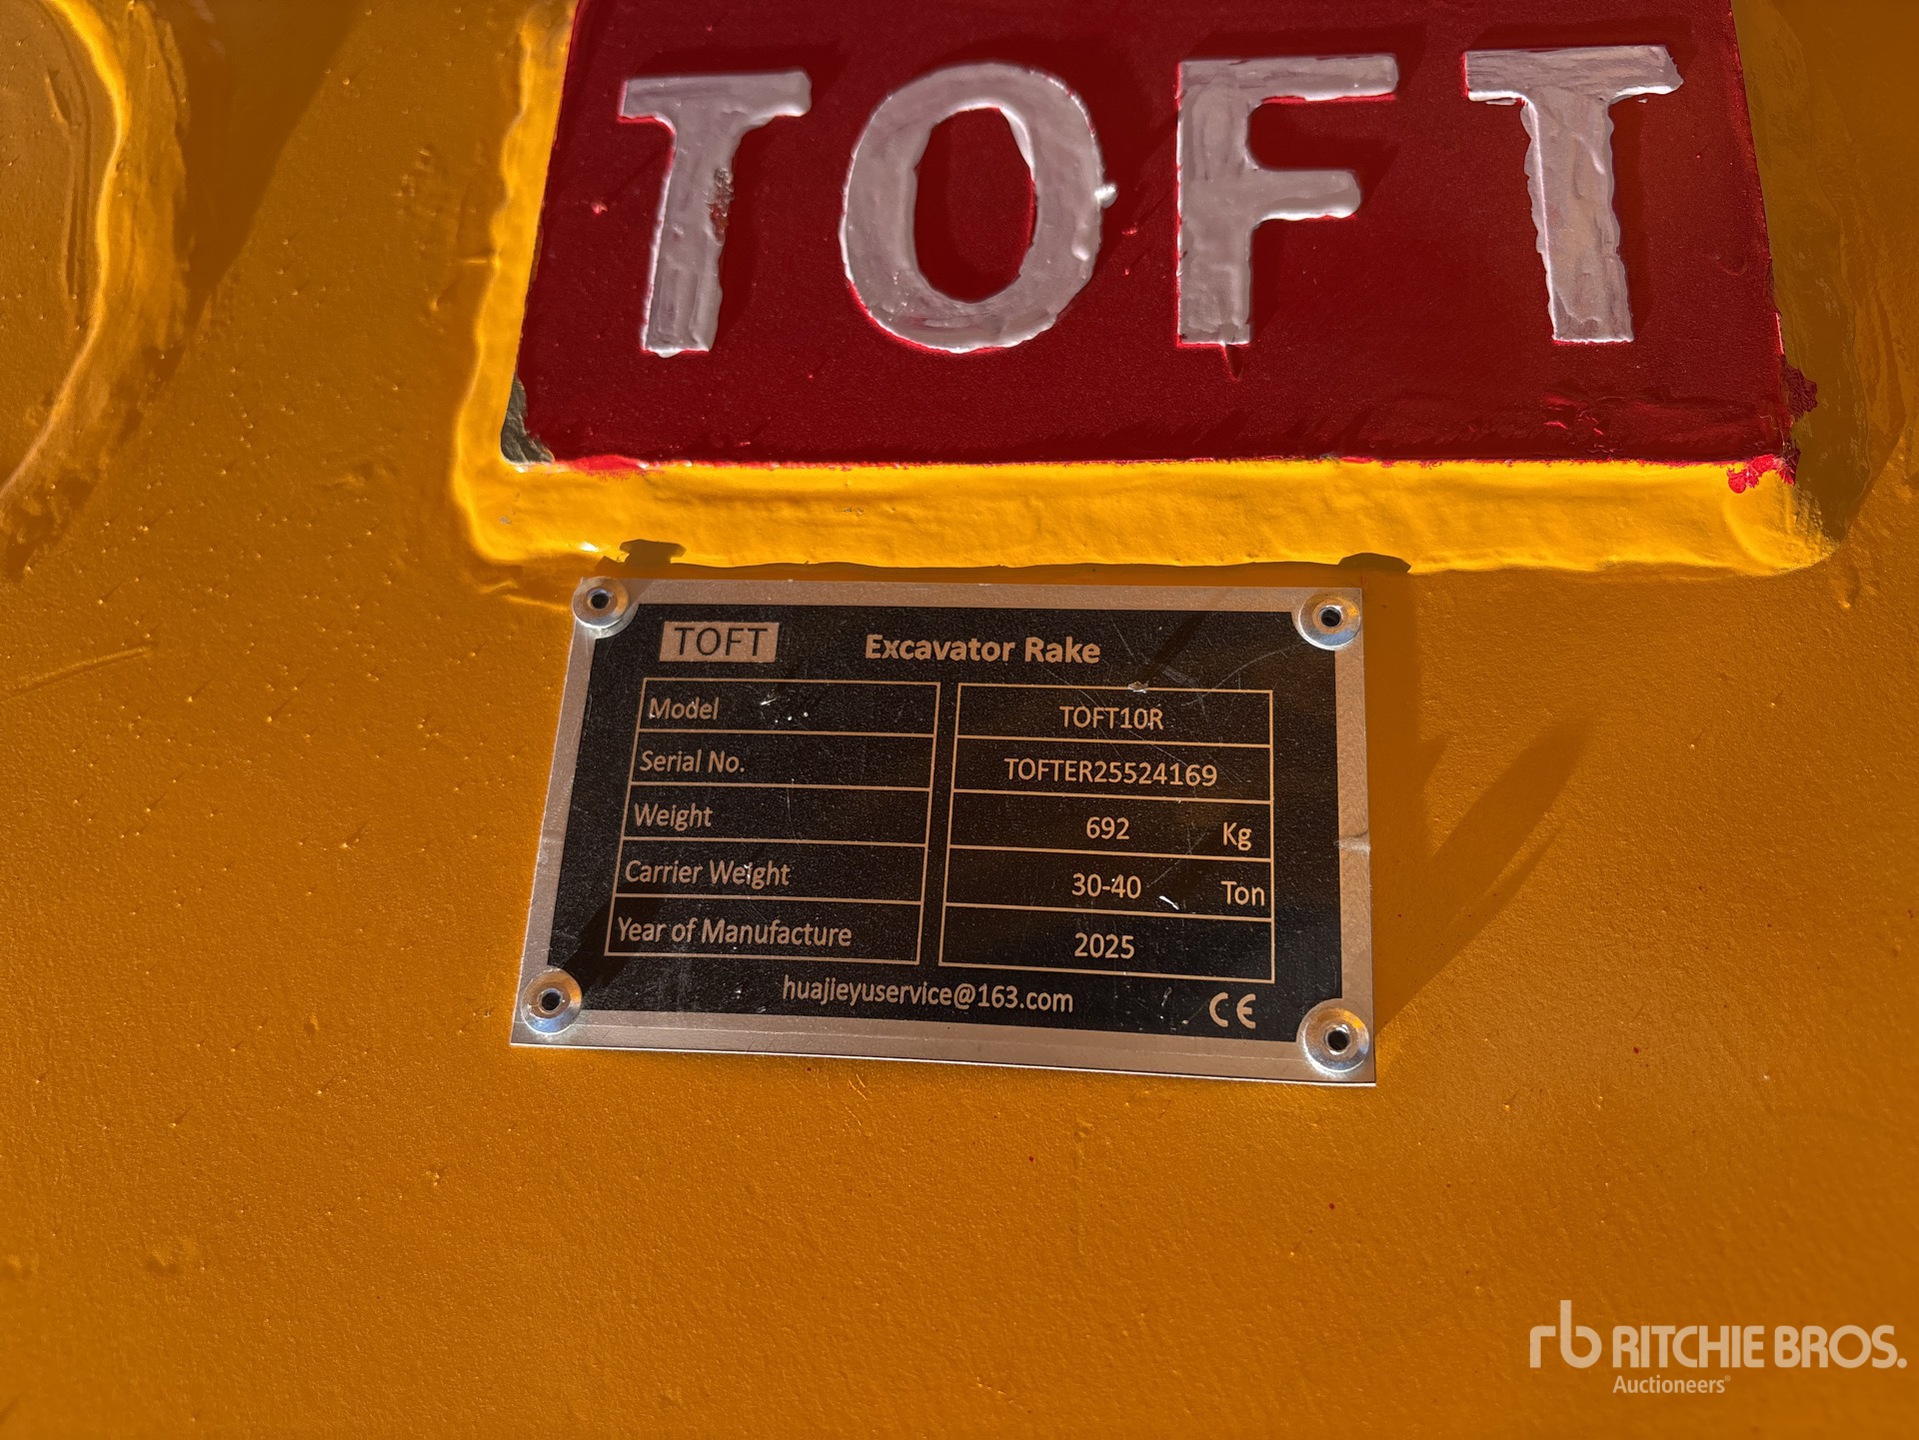 TOFT
TOFT Excavator Rake
Model TOFT10R
Serial No. TOFTER25524169
Weight 692 Kg
Carrier Weight 30-40 Ton
Year of Manufacture 2025
huajieyuservice@163.com CE
rb RITCHIE BROS.
Auctioneers®